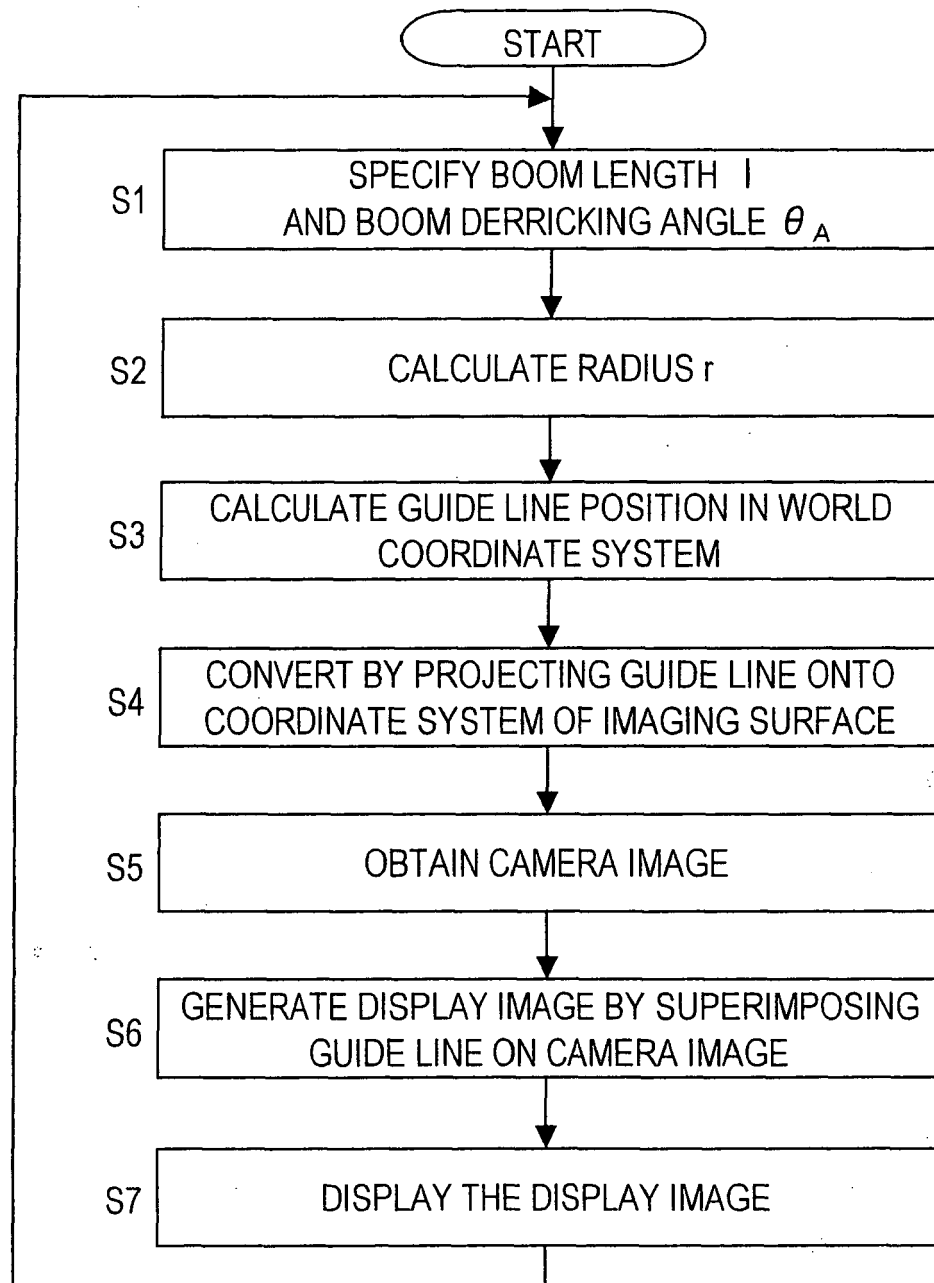 START
S1
SPECIFY BOOM LENGTH l
AND BOOM DERRICKING ANGLE θA
S2
CALCULATE RADIUS r
S3
CALCULATE GUIDE LINE POSITION IN WORLD
COORDINATE SYSTEM
S4
CONVERT BY PROJECTING GUIDE LINE ONTO
COORDINATE SYSTEM OF IMAGING SURFACE
S5
OBTAIN CAMERA IMAGE
S6
GENERATE DISPLAY IMAGE BY SUPERIMPOSING
GUIDE LINE ON CAMERA IMAGE
S7
DISPLAY THE DISPLAY IMAGE